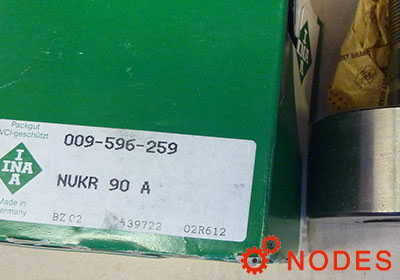 Packgut
VCI-geschützt
009-596-259
I
INA
A
NUKR 90 A
Made in
Germany
BZ 02 539722 02R612
NODES